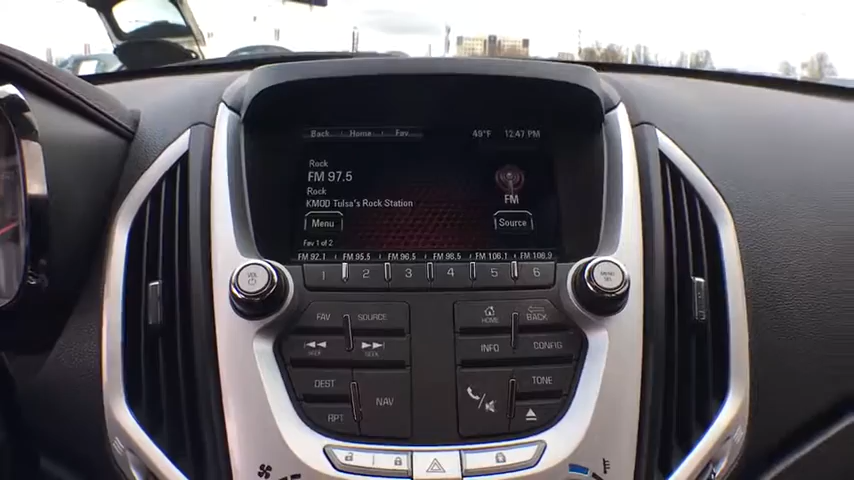 Back Home Fav 49°F 12:47 PM
Rock
FM 97.5
Rock
KMOD Tulsa's Rock Station
FM
Menu Source
Fav 1 of 2
FM 92.1 FM 95.5 FM 96.5 FM 98.5 FM 106.1 FM 106.9
1 2 3 4 5 6
VOL
MENU
SEL
FAV SOURCE
HOME BACK
SEEK SEEK
INFO CONFIG
DEST NAV
RPT
TONE